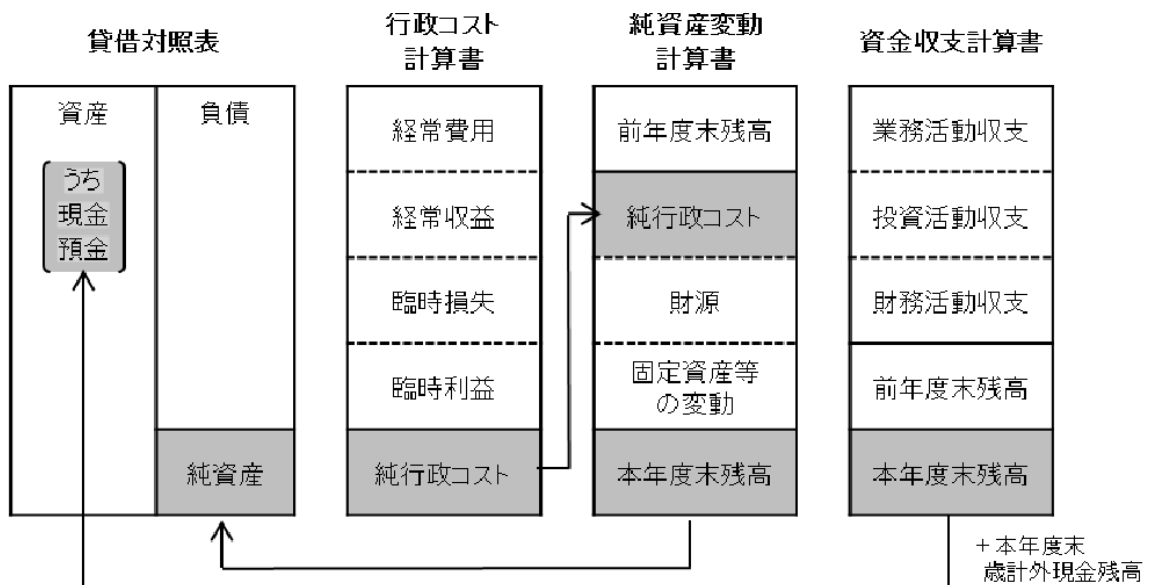 貸借対照表
資産
負債
うち
現金
預金
純資産
行政コスト
計算書
経常費用
経常収益
臨時損失
臨時利益
純行政コスト
純資産変動
計算書
前年度末残高
純行政コスト
財源
固定資産等
の変動
本年度末残高
資金収支計算書
業務活動収支
投資活動収支
財務活動収支
前年度末残高
本年度末残高
+本年度末
歳計外現金残高